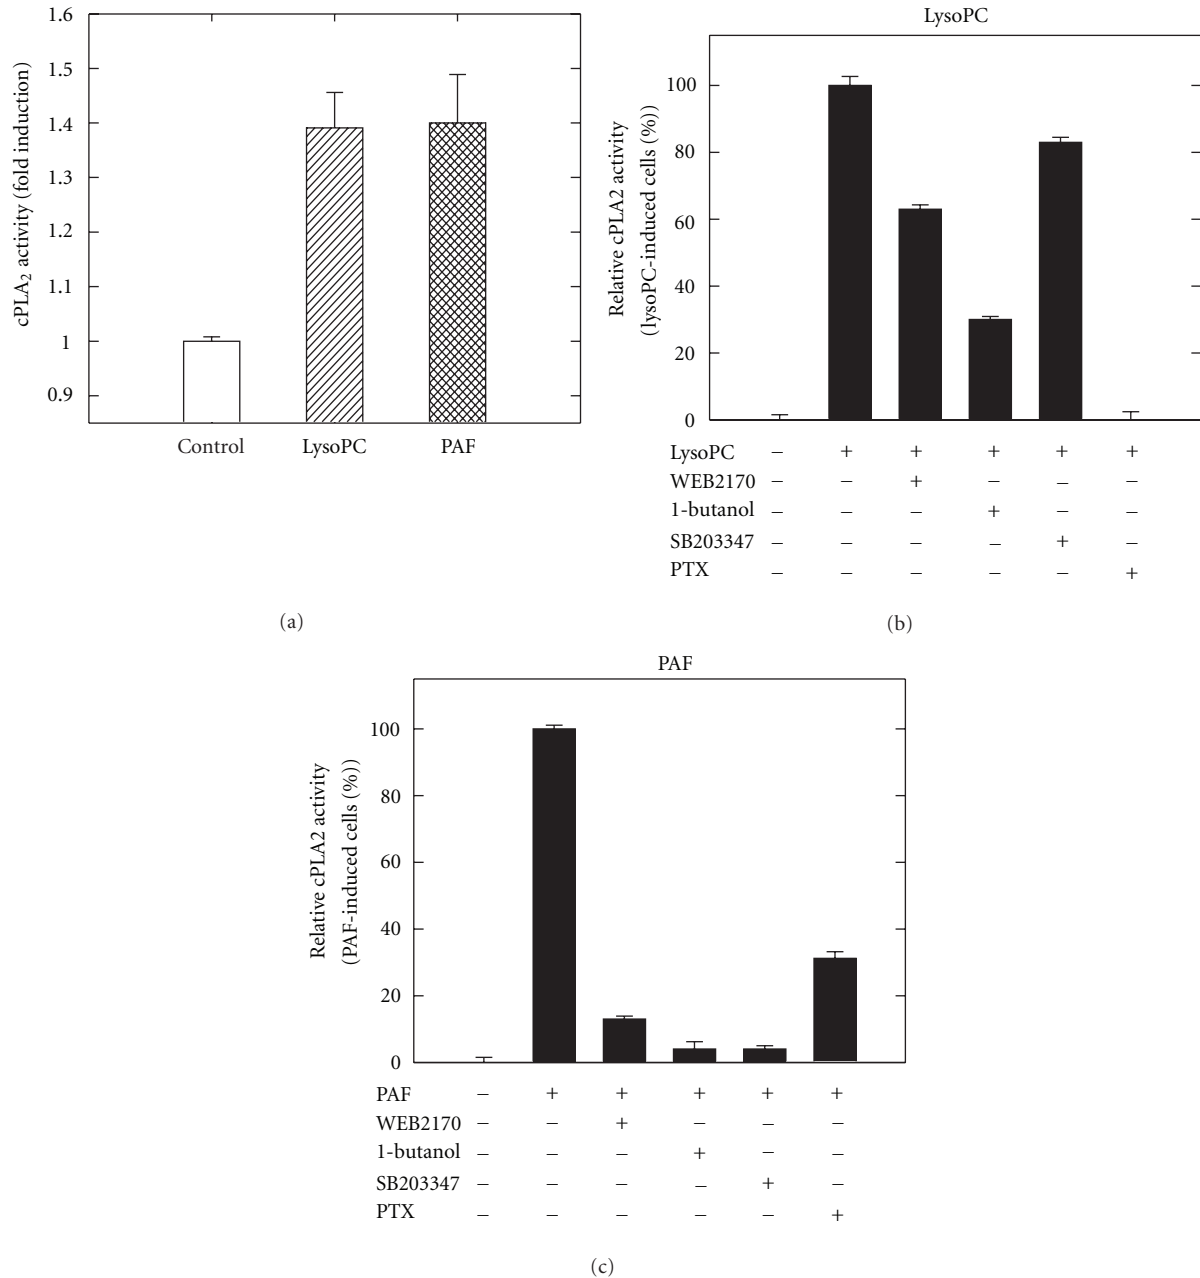 1.6
1.5
1.4
1.3
1.2
1.1
1
0.9
cPLA₂ activity (fold induction)
Control LysoPC PAF
(a)
LysoPC
100
80
60
40
20
0
Relative cPLA2 activity
(lysoPC-induced cells (%))
LysoPC − + + + + +
WEB2170 − − + − − −
1-butanol − − − + − −
SB203347 − − − − + −
PTX − − − − − +
(b)
PAF
100
80
60
40
20
0
Relative cPLA2 activity
(PAF-induced cells (%))
PAF − + + + + +
WEB2170 − − + − − −
1-butanol − − − + − −
SB203347 − − − − + −
PTX − − − − − +
(c)